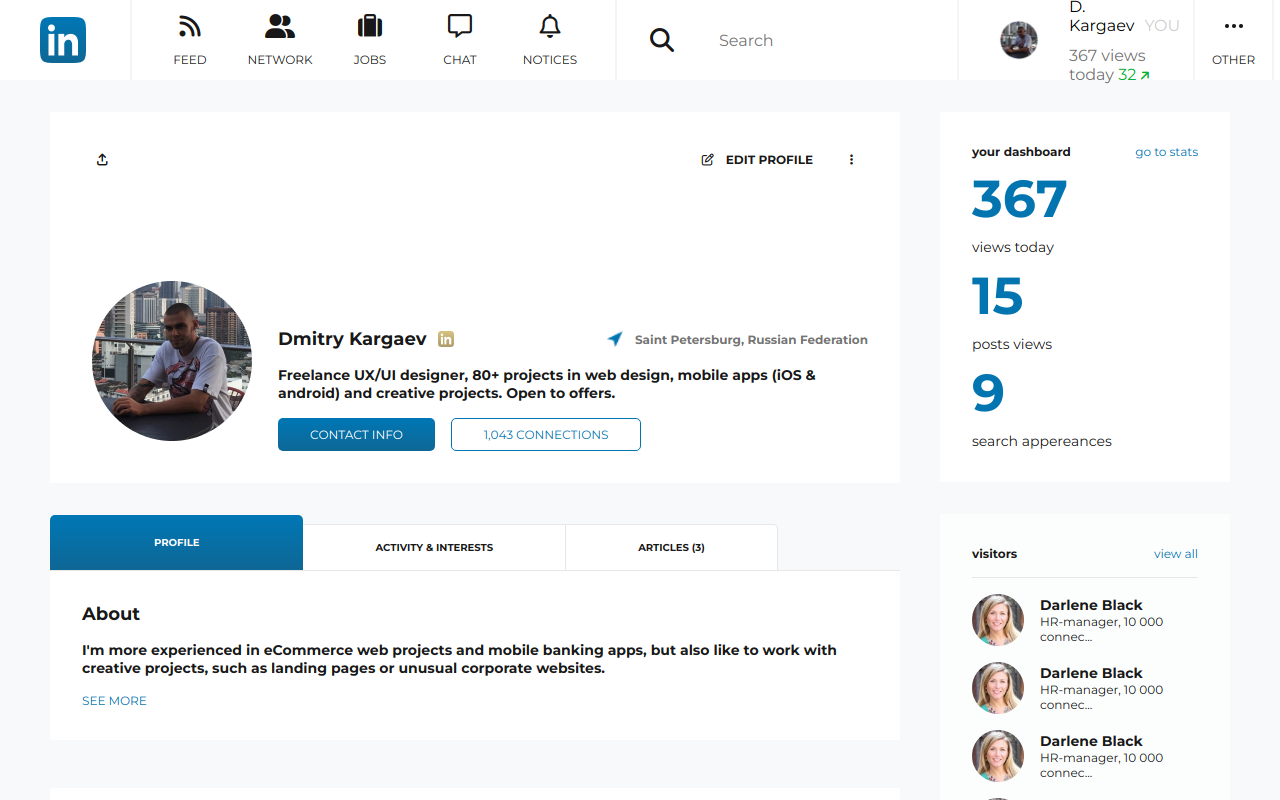 in
FEED
NETWORK
JOBS
CHAT
NOTICES
Search
D.
Kargaev YOU
367 views
today 32
OTHER
EDIT PROFILE
Dmitry Kargaev in
Saint Petersburg, Russian Federation
Freelance UX/UI designer, 80+ projects in web design, mobile apps (iOS &
android) and creative projects. Open to offers.
CONTACT INFO
1,043 CONNECTIONS
your dashboard
go to stats
367
views today
15
posts views
9
search appereances
PROFILE
ACTIVITY & INTERESTS
ARTICLES (3)
About
I'm more experienced in eCommerce web projects and mobile banking apps, but also like to work with
creative projects, such as landing pages or unusual corporate websites.
SEE MORE
visitors
view all
Darlene Black
HR-manager, 10 000
connec...
Darlene Black
HR-manager, 10 000
connec...
Darlene Black
HR-manager, 10 000
connec...